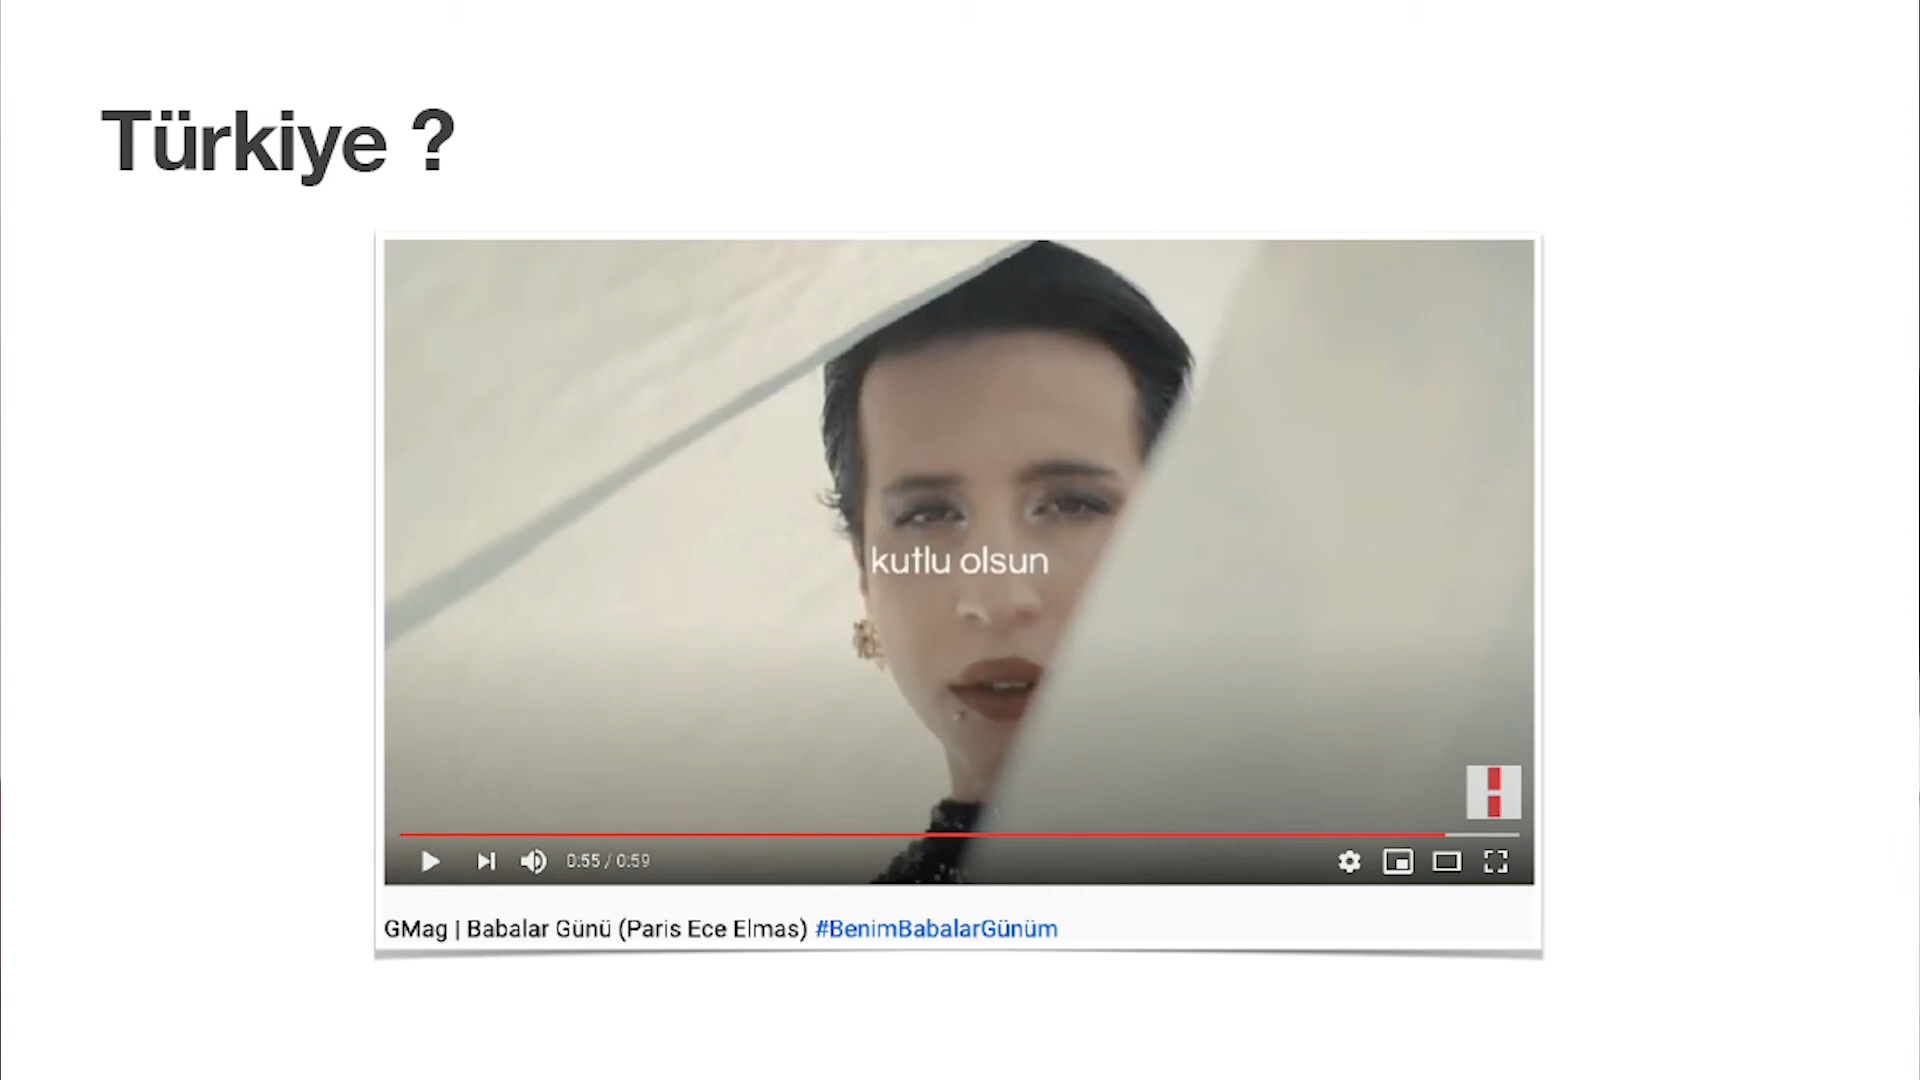 Türkiye ?
kutlu olsun
0:55 / 0:59
GMag | Babalar Günü (Paris Ece Elmas) #BenimBabalarGünüm